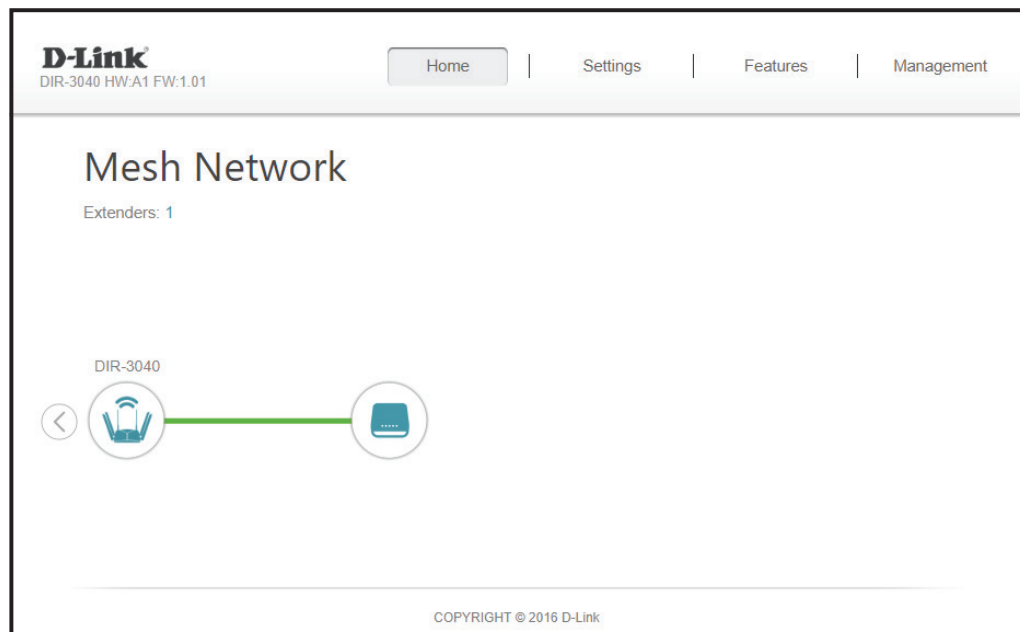 D-Link
DIR-3040 HW:A1 FW:1.01
Home Settings Features Management
Mesh Network
Extenders: 1
DIR-3040
COPYRIGHT © 2016 D-Link